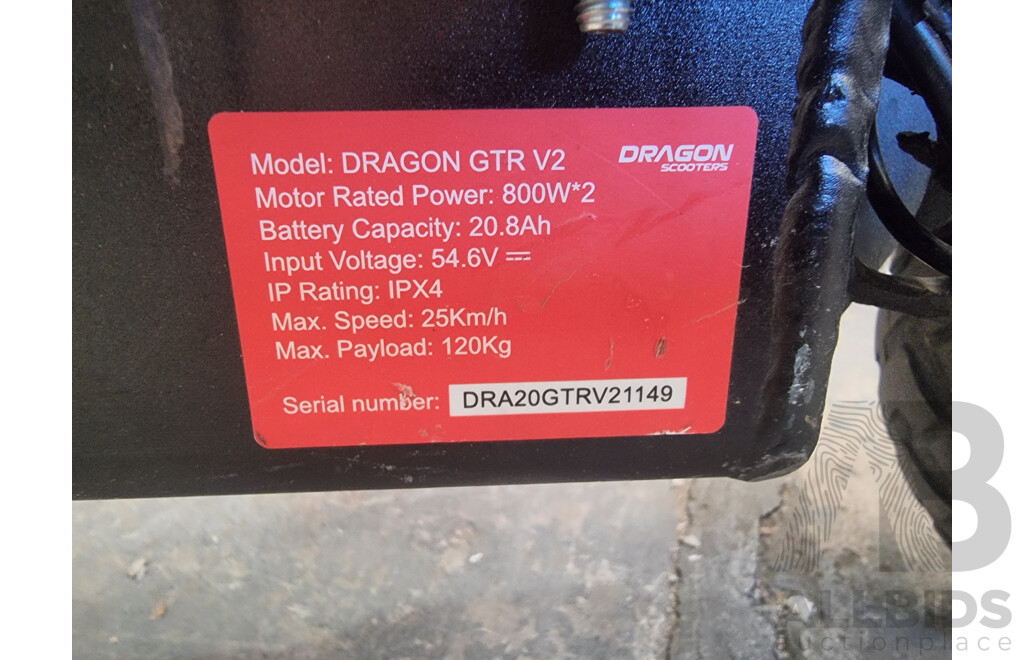 Model: DRAGON GTR V2
DRAGON
SCOOTERS
Motor Rated Power: 800W*2
Battery Capacity: 20.8Ah
Input Voltage: 54.6V ⎓
IP Rating: IPX4
Max. Speed: 25Km/h
Max. Payload: 120Kg
Serial number: DRA20GTRV21149
AB
ALLBIDS
auctionplace